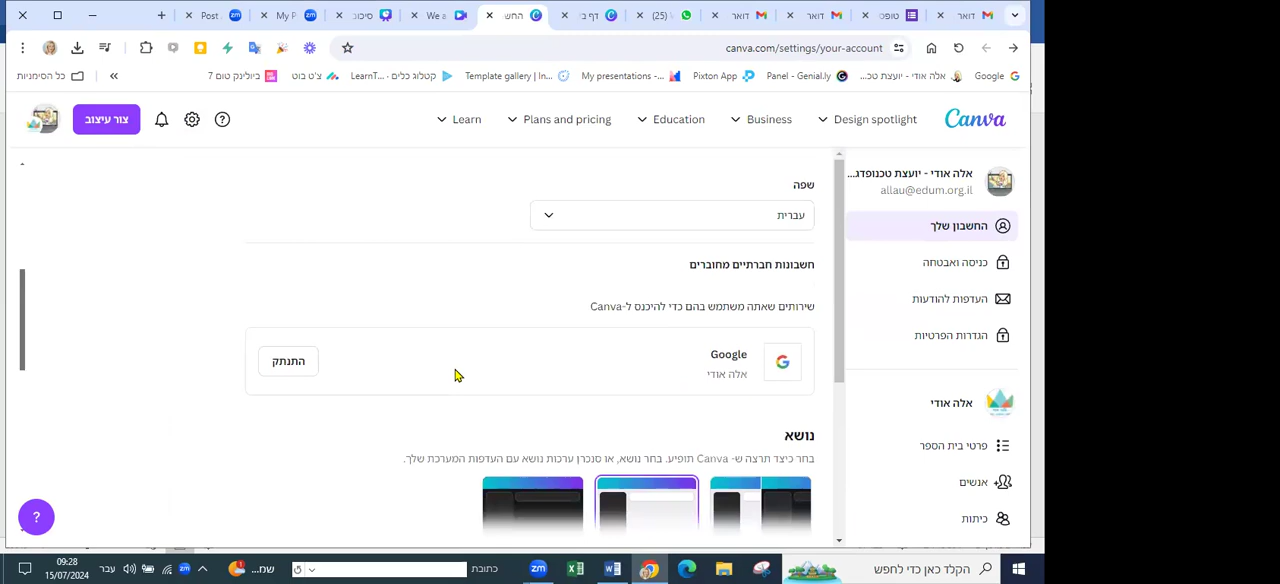 Post
My P
סיכוב
We a
החש
דף בי
(25)
דואר
דואר
טופסי
דואר
canva.com/settings/your-account
Google
אלה אודי - יועצת טכ...
Panel - Genial.ly
Pixton App
My presentations -...
Template gallery | In...
קטלוג כלים - LearnT...
צ'ט בוט
ביולינק טום 7
»
כל הסימניות
Canva
Design spotlight
Business
Education
Plans and pricing
Learn
צור עיצוב
אלה אודי - יועצת טכנופדג...
allau@edum.org.il
החשבון שלך
כניסה ואבטחה
העדפות להודעות
הגדרות הפרטיות
אלה אודי
פרטי בית הספר
אנשים
כיתות
שפה
עברית
חשבונות חברתיים מחוברים
שירותים שאתה משתמש בהם כדי להיכנס ל-Canva
Google
אלה אודי
התנתק
נושא
בחר כיצד תרצה ש- Canva תופיע. בחר נושא, או סנכרן ערכות נושא עם העדפות המערכת שלך.
?
הקלד כאן כדי לחפש
כתובת
שמ...
עבר
09:28
15/07/2024